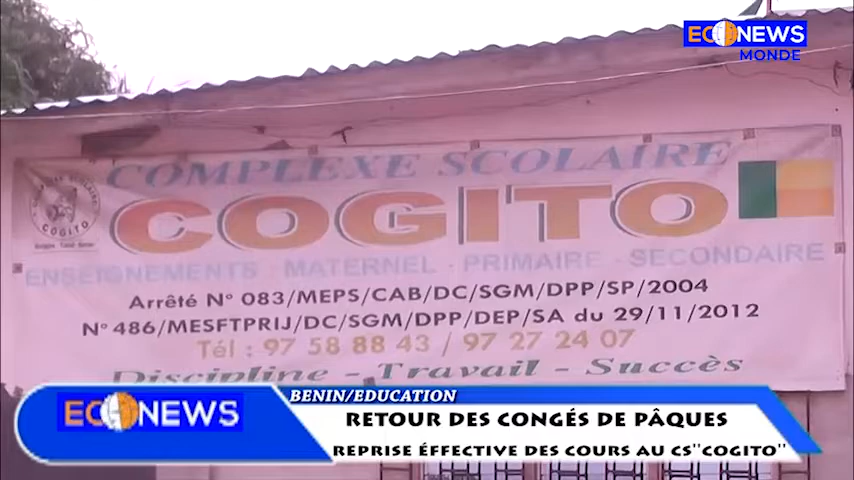 ECONEWS
MONDE
COMPLEXE SCOLAIRE
COGITO
COGITO
ENSEIGNEMENTS - MATERNEL - PRIMAIRE - SECONDAIRE
Arrêté N° 083/MEPS/CAB/DC/SGM/DPP/SP/2004
N°486/MESFTPRIJ/DC/SGM/DPP/DEP/SA du 29/11/2012
Tél : 97 58 88 43 / 97 27 24 07
Discipline - Travail - Succès
BENIN/EDUCATION
ECONEWS
RETOUR DES CONGÉS DE PÂQUES
REPRISE ÉFFECTIVE DES COURS AU CS"COGITO"